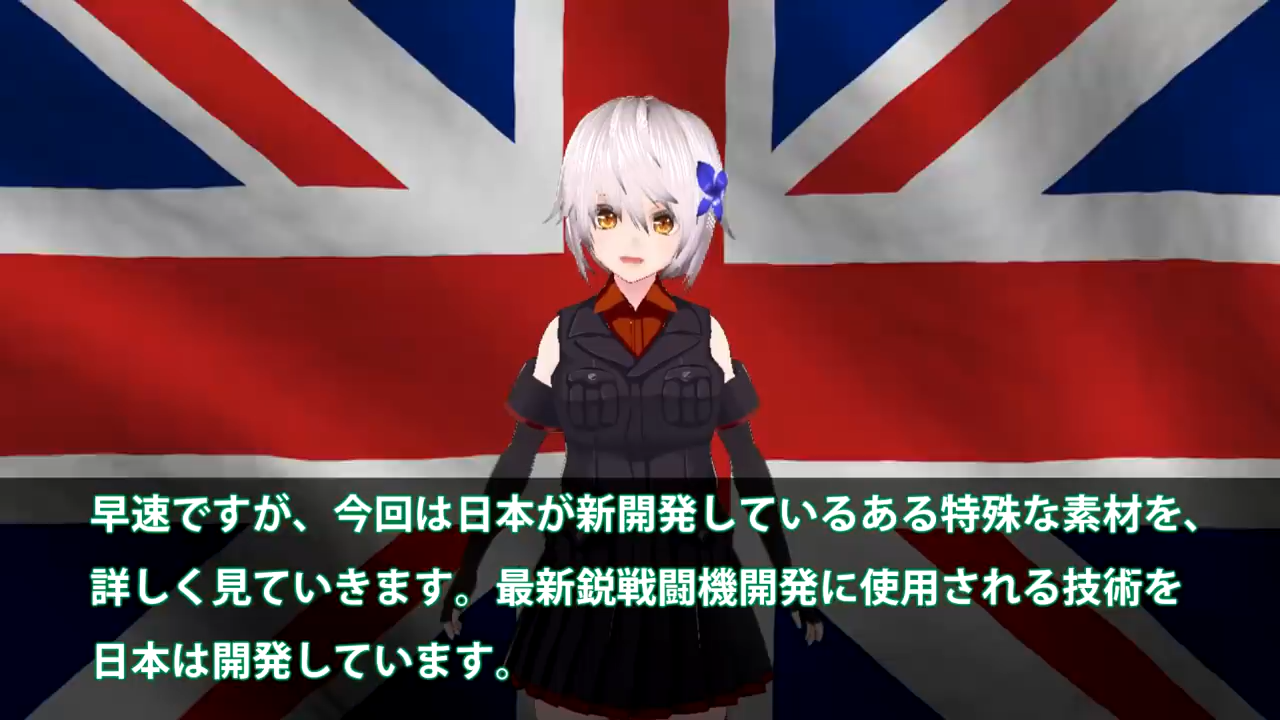 早速ですが、今回は日本が新開発しているある特殊な素材を、
詳しく見ていきます。最新鋭戦闘機開発に使用される技術を
日本は開発しています。